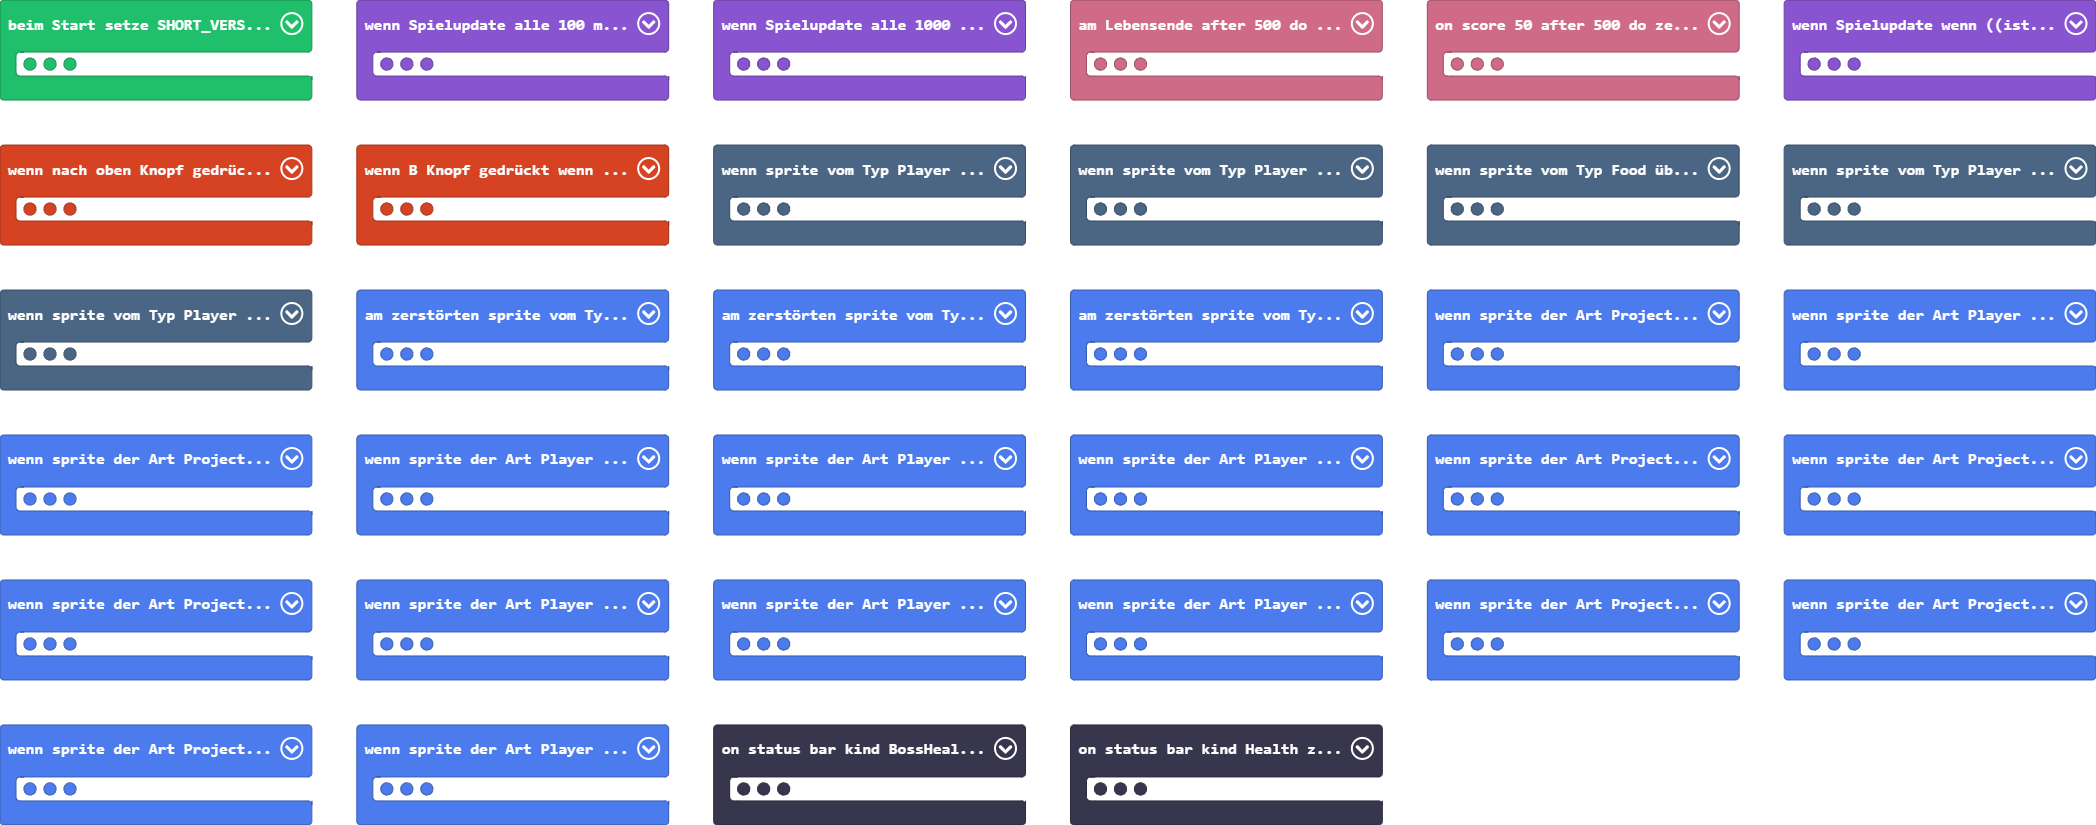 beim Start setze SHORT_VERS...
wenn Spielupdate alle 100 m...
wenn Spielupdate alle 1000 ...
am Lebensende after 500 do ...
on score 50 after 500 do ze...
wenn Spielupdate wenn ((ist...
wenn nach oben Knopf gedrüc...
wenn B Knopf gedrückt wenn ...
wenn sprite vom Typ Player ...
wenn sprite vom Typ Player ...
wenn sprite vom Typ Food üb...
wenn sprite vom Typ Player ...
wenn sprite vom Typ Player ...
am zerstörten sprite vom Ty...
am zerstörten sprite vom Ty...
am zerstörten sprite vom Ty...
wenn sprite der Art Project...
wenn sprite der Art Player ...
wenn sprite der Art Project...
wenn sprite der Art Player ...
wenn sprite der Art Player ...
wenn sprite der Art Player ...
wenn sprite der Art Project...
wenn sprite der Art Project...
wenn sprite der Art Project...
wenn sprite der Art Player ...
wenn sprite der Art Player ...
wenn sprite der Art Player ...
wenn sprite der Art Project...
wenn sprite der Art Project...
wenn sprite der Art Project...
wenn sprite der Art Player ...
on status bar kind BossHeal...
on status bar kind Health z...